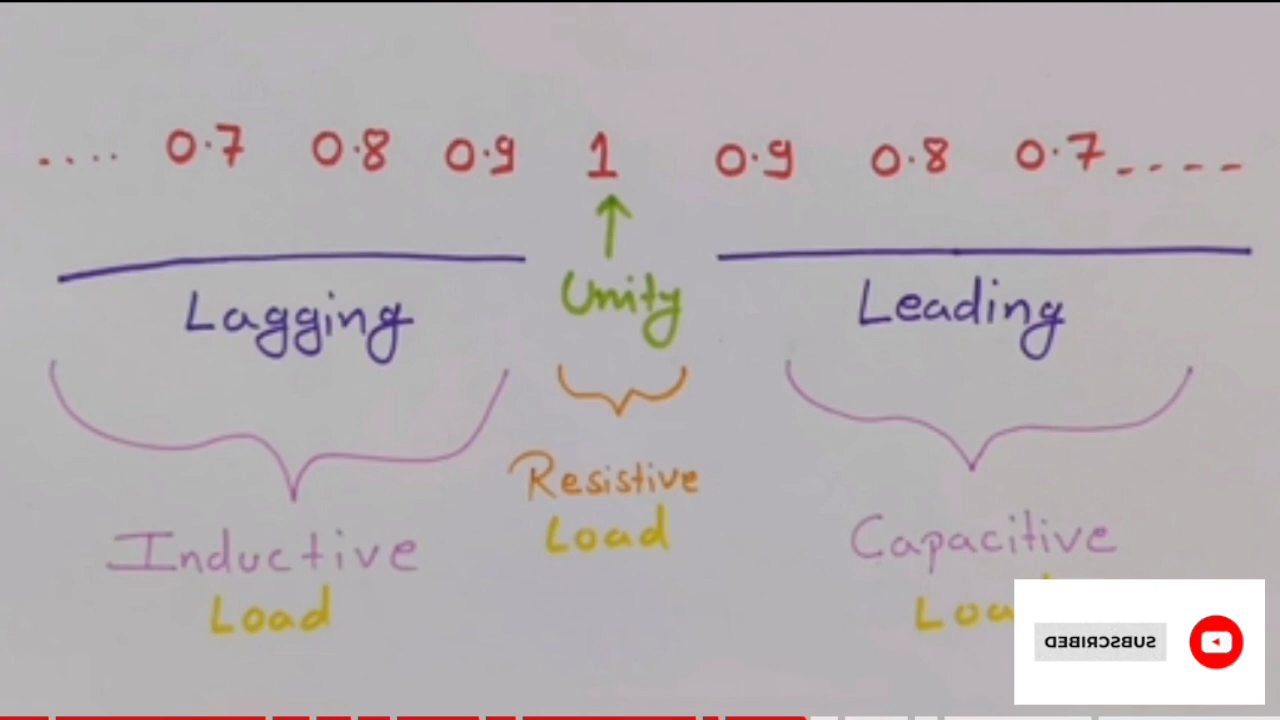 .... 0.7 0.8 0.9 1 0.9 0.8 0.7 ....
Lagging Unity Leading
Inductive Load
Resistive Load
Capacitive
SUBSCRIBED